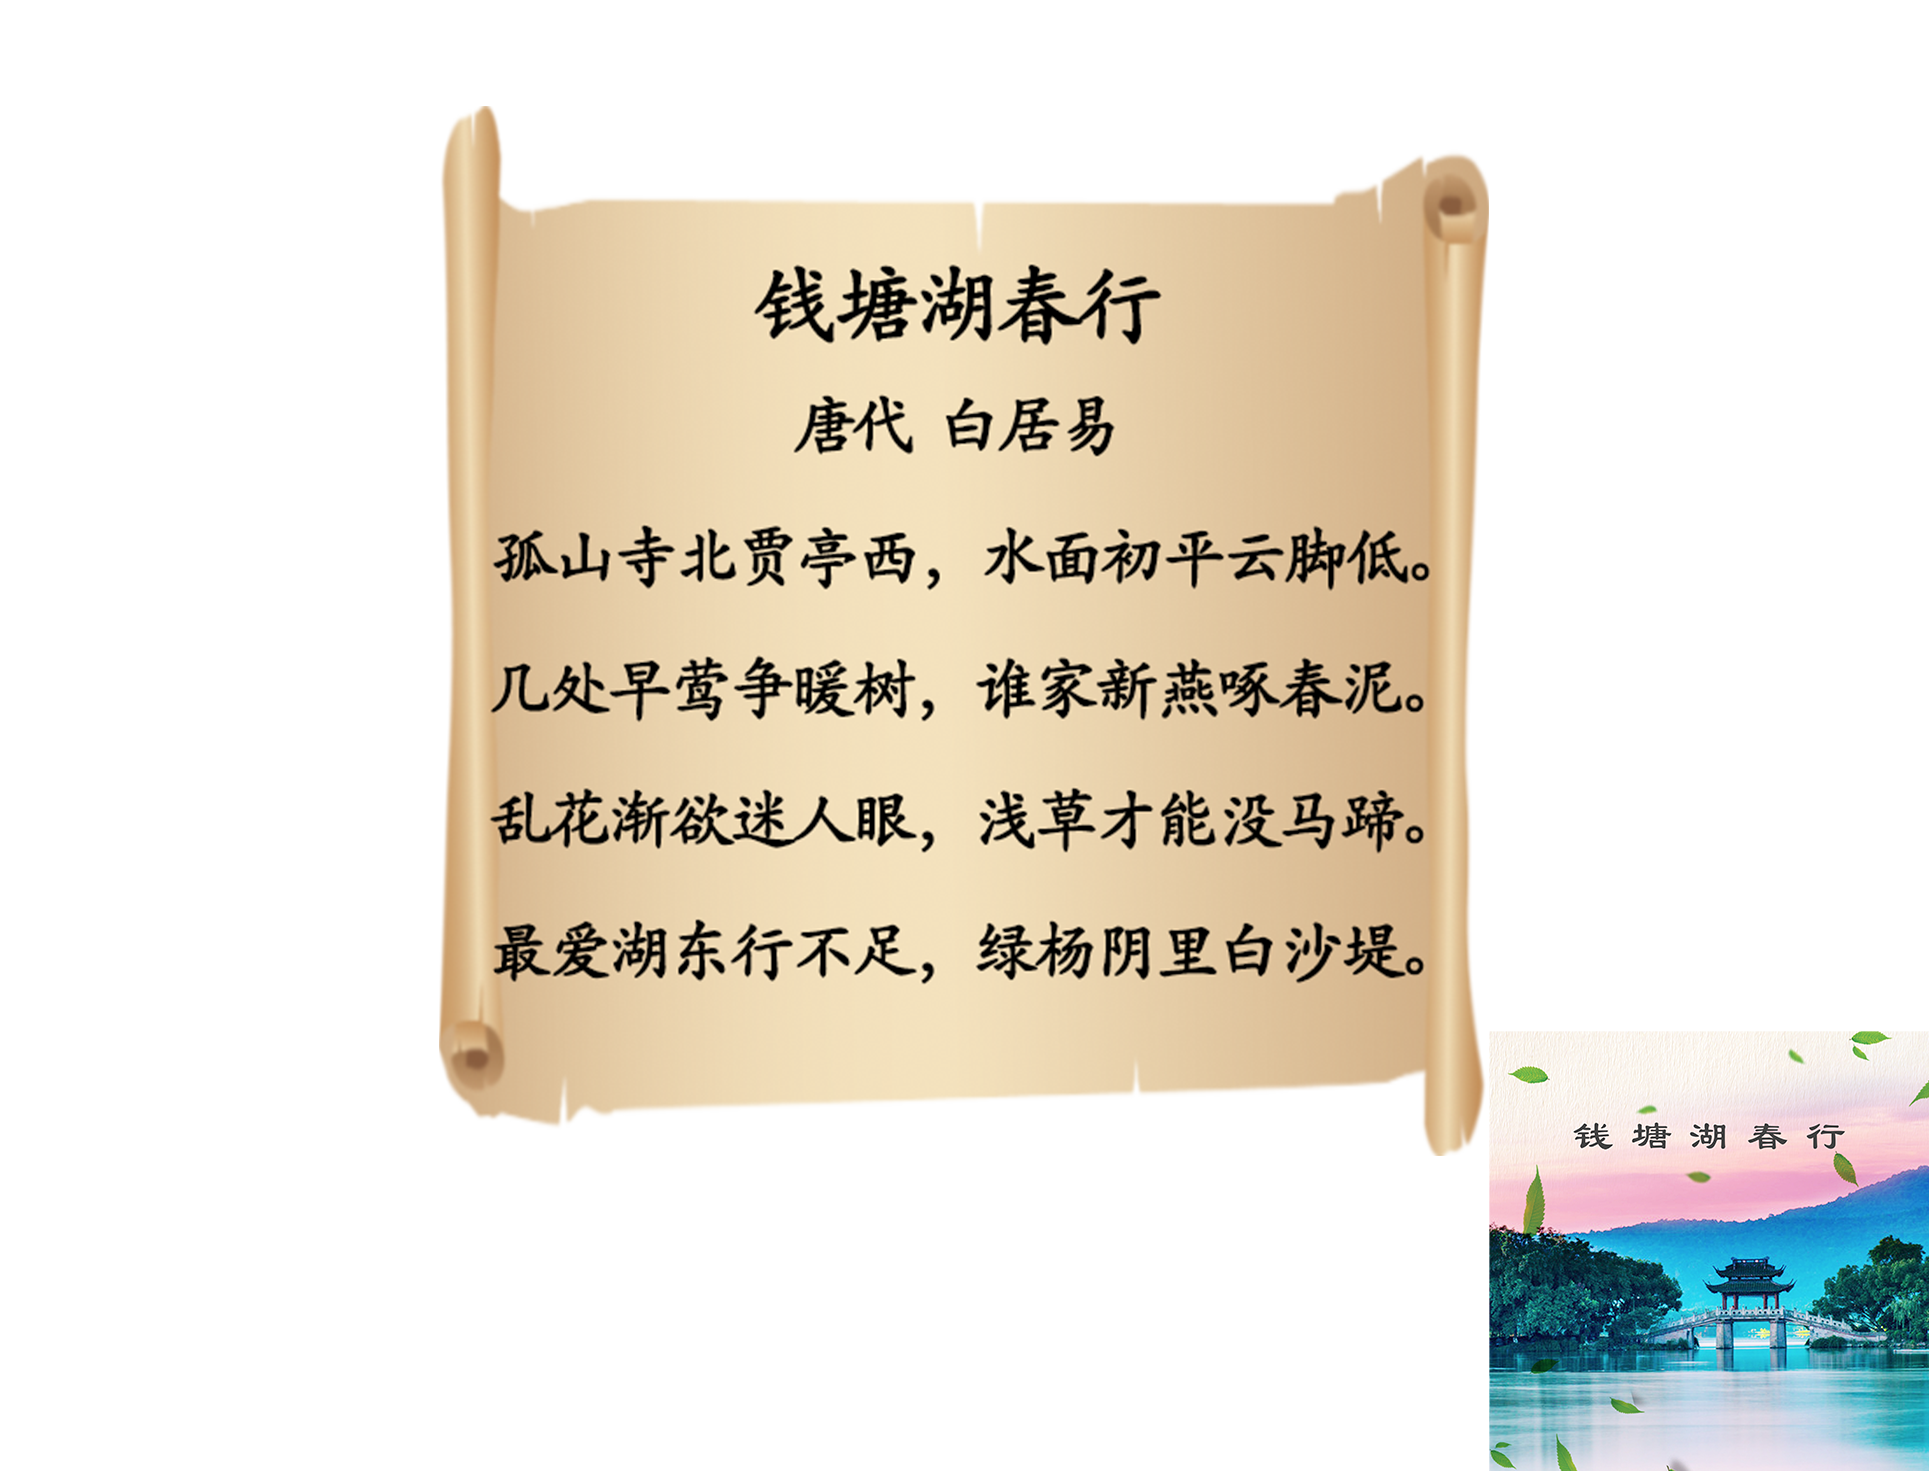 钱塘湖春行
唐代 白居易
孤山寺北贾亭西，水面初平云脚低。
几处早莺争暖树，谁家新燕啄春泥。
乱花渐欲迷人眼，浅草才能没马蹄。
最爱湖东行不足，绿杨阴里白沙堤。
钱塘湖春行